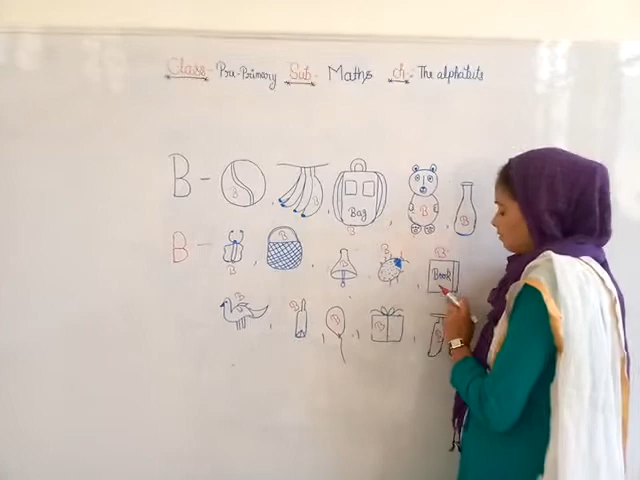 Class- Pre-Primary Sub- Maths ch- The alphabets
B - B , Bag B , B , B
B - B , B , B , B , Book B
B , B , B , B , B